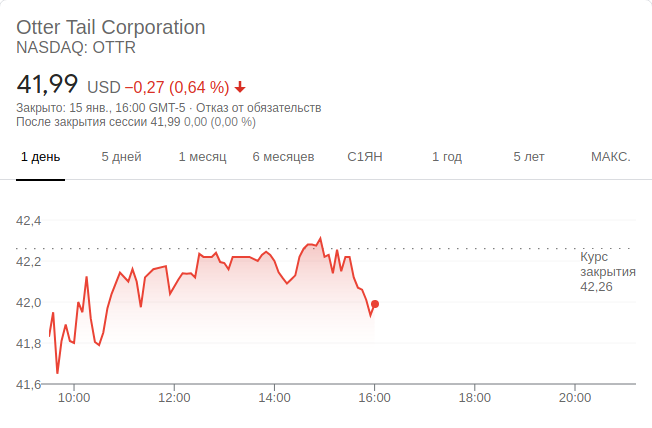 Otter Tail Corporation
NASDAQ: OTTR
41,99 USD −0,27 (0,64 %)
Закрыто: 15 янв., 16:00 GMT-5 · Отказ от обязательств
После закрытия сессии 41,99 0,00 (0,00 %)
1 день 5 дней 1 месяц 6 месяцев С1ЯН 1 год 5 лет МАКС.
42,4
42,2
42,0
41,8
41,6
Курс
закрытия
42,26
10:00 12:00 14:00 16:00 18:00 20:00